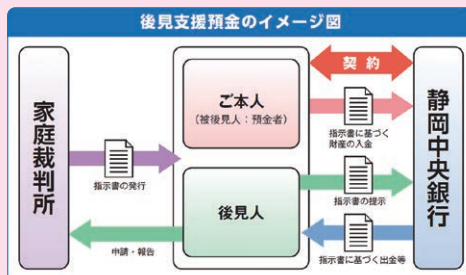 後見支援預金のイメージ図
家庭裁判所
指示書の発行
申請・報告
ご本人
（被後見人：預金者）
後見人
契約
指示書に基づく
財産の入金
指示書の提示
指示書に基づく出金等
静岡中央銀行